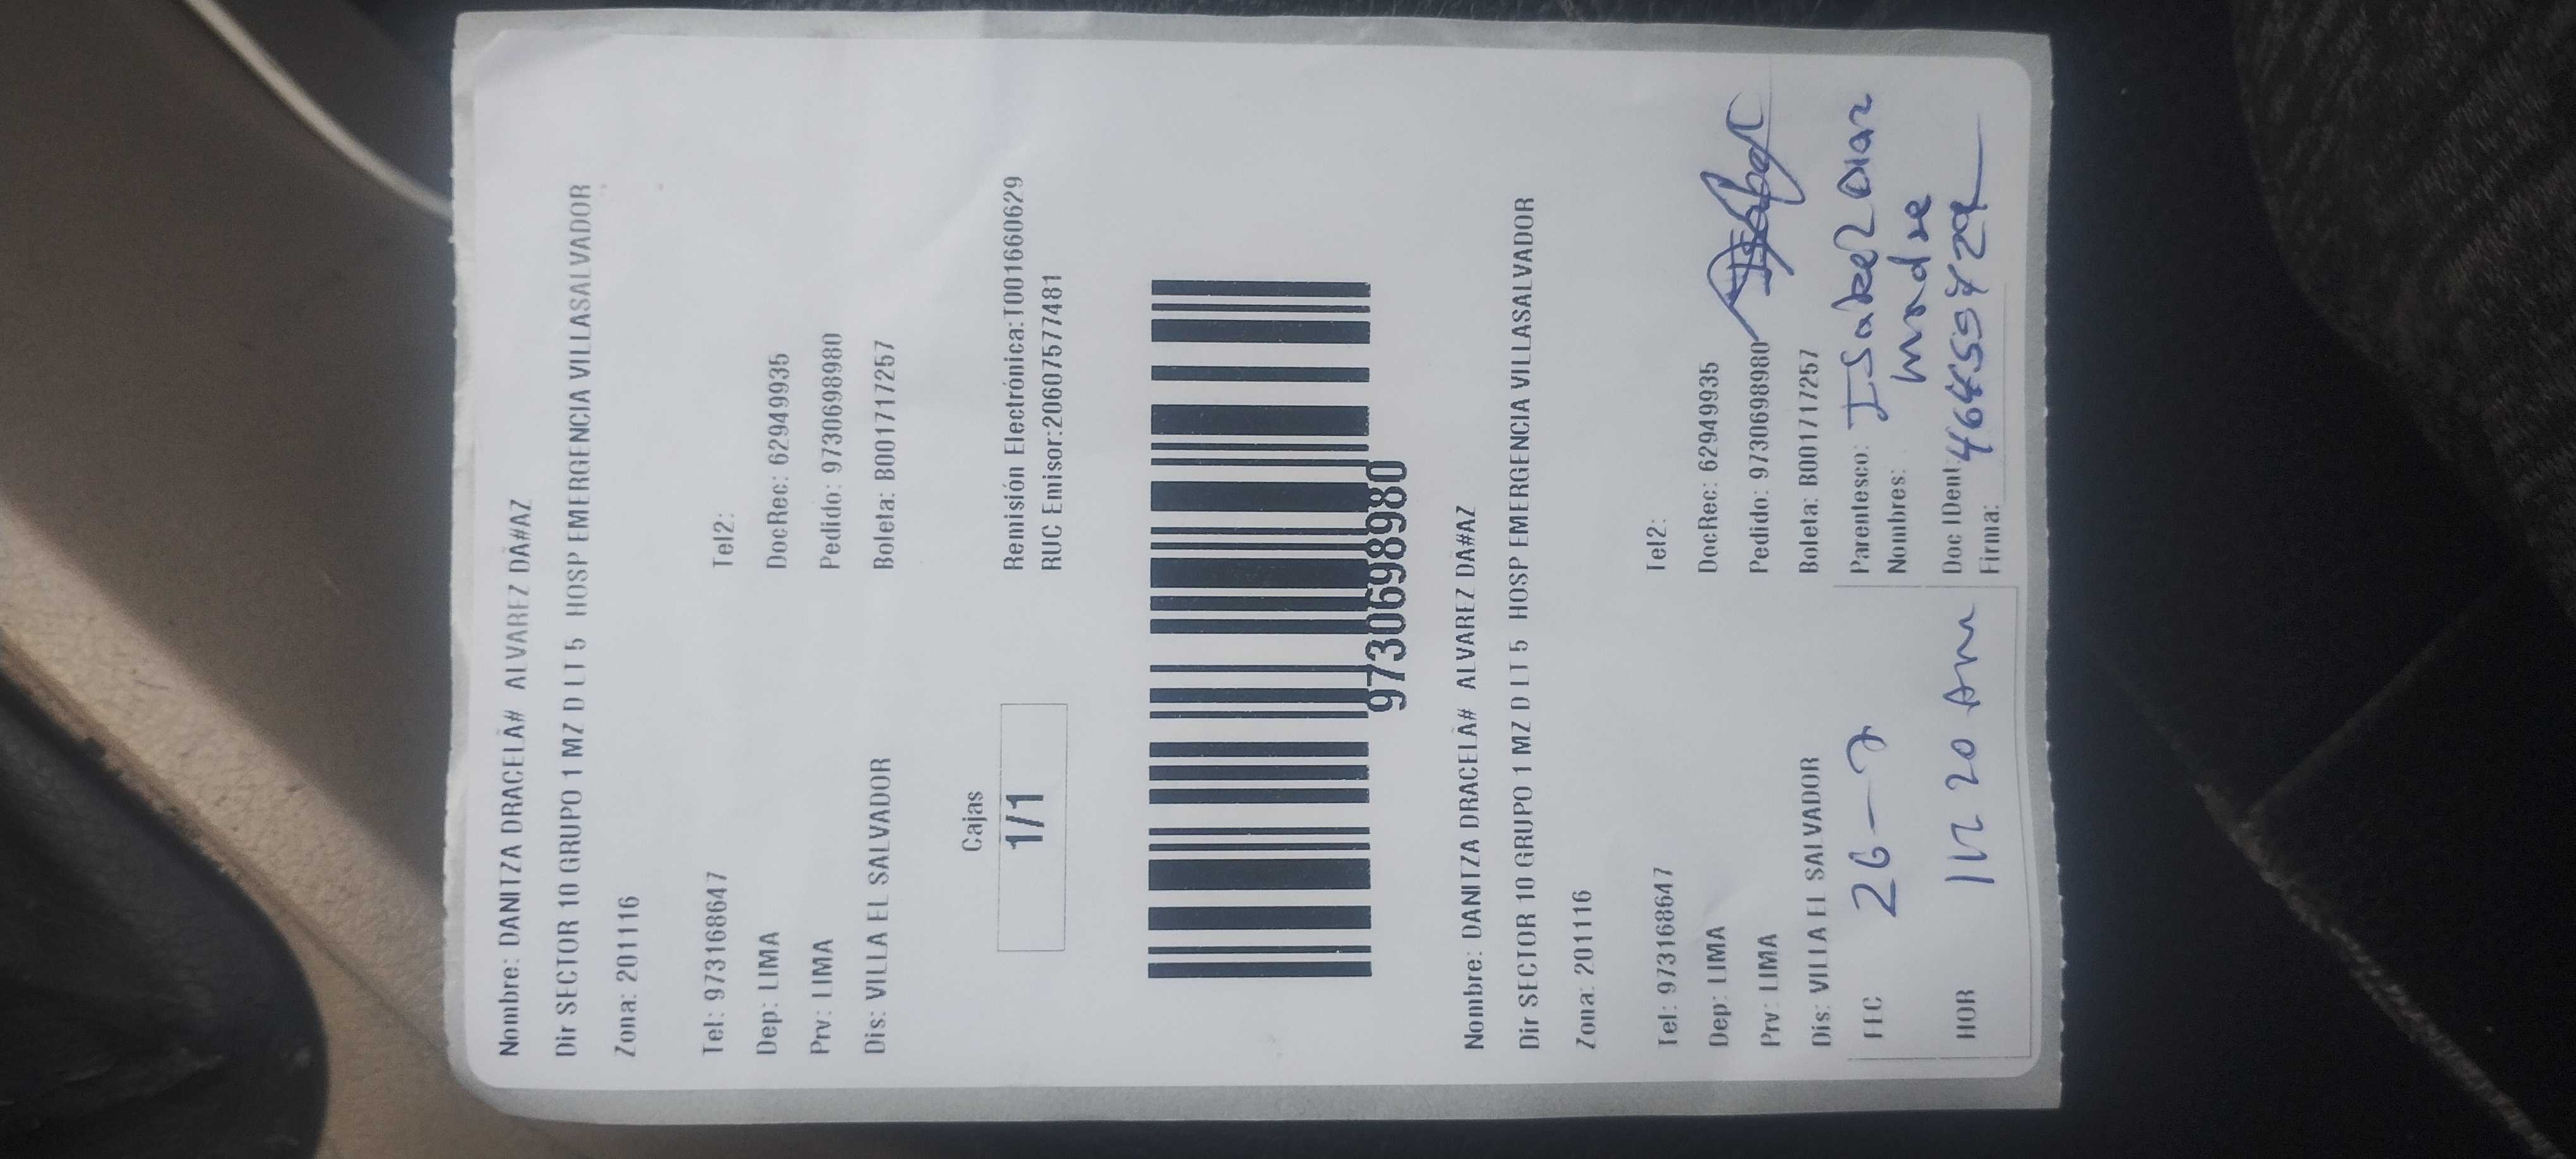 Nombre: DANITZA DRACELÃ# ALVAREZ DÃ#AZ
Dir SECTOR 10 GRUPO 1 MZ D LT 5 HOSP EMERGENCIA VILLASALVADOR
Zona: 201116
Tel: 973168647 Tel2:
Dep: LIMA DocRec: 62949935
Prv: LIMA Pedido: 9730698980
Dis: VILLA EL SALVADOR Boleta: B001717257
Cajas
1/1
Remisión Electrónica:T001660629
RUC Emisor:20607577481
9730698980
Nombre: DANITZA DRACELÃ# ALVAREZ DÃ#AZ
Dir SECTOR 10 GRUPO 1 MZ D LT 5 HOSP EMERGENCIA VILLASALVADOR
Zona: 201116
Tel: 973168647 Tel2:
Dep: LIMA DocRec: 62949935
Prv: LIMA Pedido: 9730698980
Dis: VILLA EL SALVADOR Boleta: B001717257
FEC 26-7 Parentesco: Isabel Diaz
Nombres: madre
HOR 11 20 Am Doc IDent:
Firma: